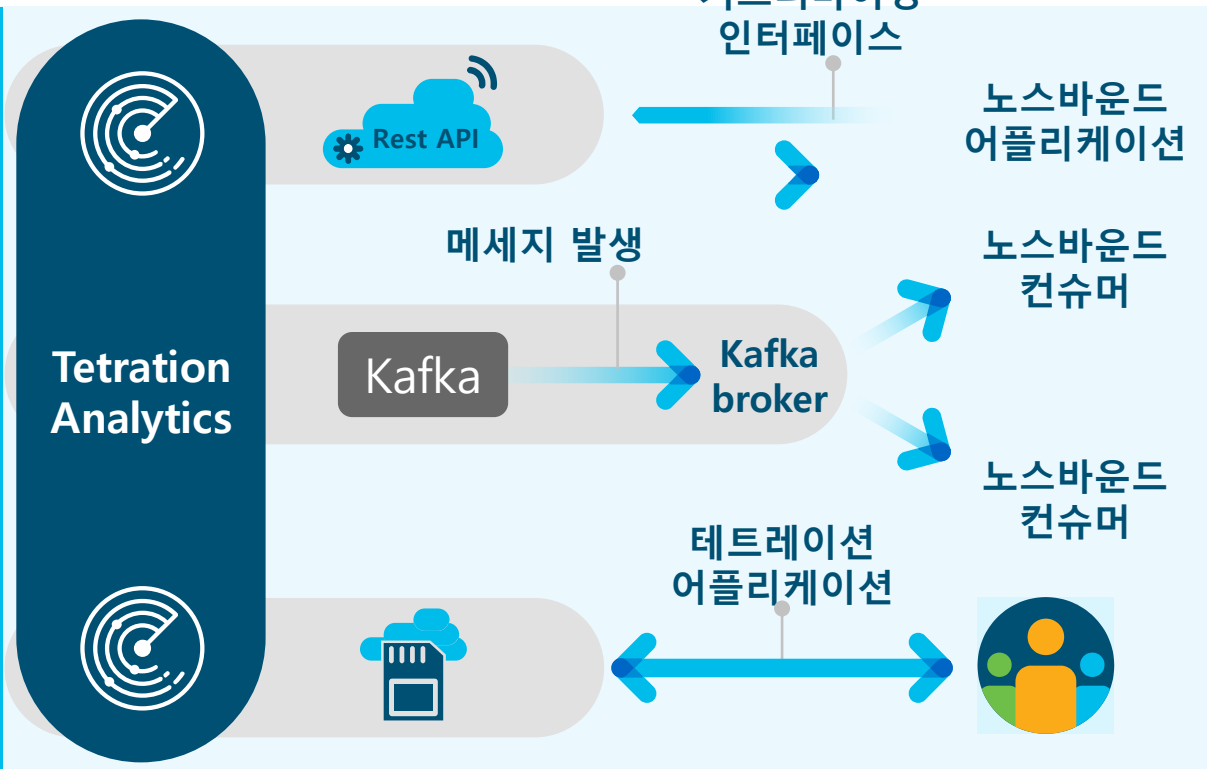 인터페이스
Rest API
노스바운드
어플리케이션
메세지 발생
노스바운드
컨슈머
Tetration
Analytics
Kafka
Kafka
broker
노스바운드
컨슈머
테트레이션
어플리케이션